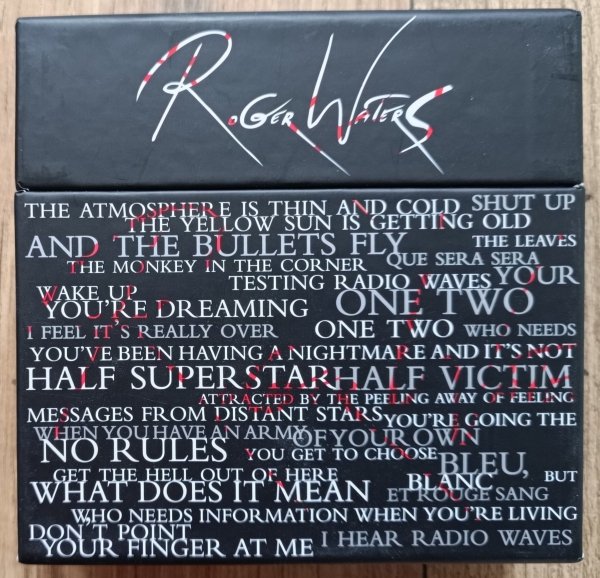 Roger Waters
THE ATMOSPHERE IS THIN AND COLD SHUT UP
THE YELLOW SUN IS GETTING OLD
AND THE BULLETS FLY THE LEAVES
THE MONKEY IN THE CORNER QUE SERA SERA
TESTING RADIO WAVES YOUR
WAKE UP
YOU'RE DREAMING ONE TWO
I FEEL IT'S REALLY OVER ONE TWO WHO NEEDS
YOU'VE BEEN HAVING A NIGHTMARE AND IT'S NOT
HALF SUPERSTAR HALF VICTIM
ATTRACTED BY THE PEELING AWAY OF FEELING
MESSAGES FROM DISTANT STARS YOU'RE GOING THE
WHEN YOU HAVE AN ARMY OF YOUR OWN
NO RULES YOU GET TO CHOOSE BLEU,
GET THE HELL OUT OF HERE BLANC BUT
WHAT DOES IT MEAN ET ROUGE SANG
WHO NEEDS INFORMATION WHEN YOU'RE LIVING
DON'T POINT
YOUR FINGER AT ME I HEAR RADIO WAVES